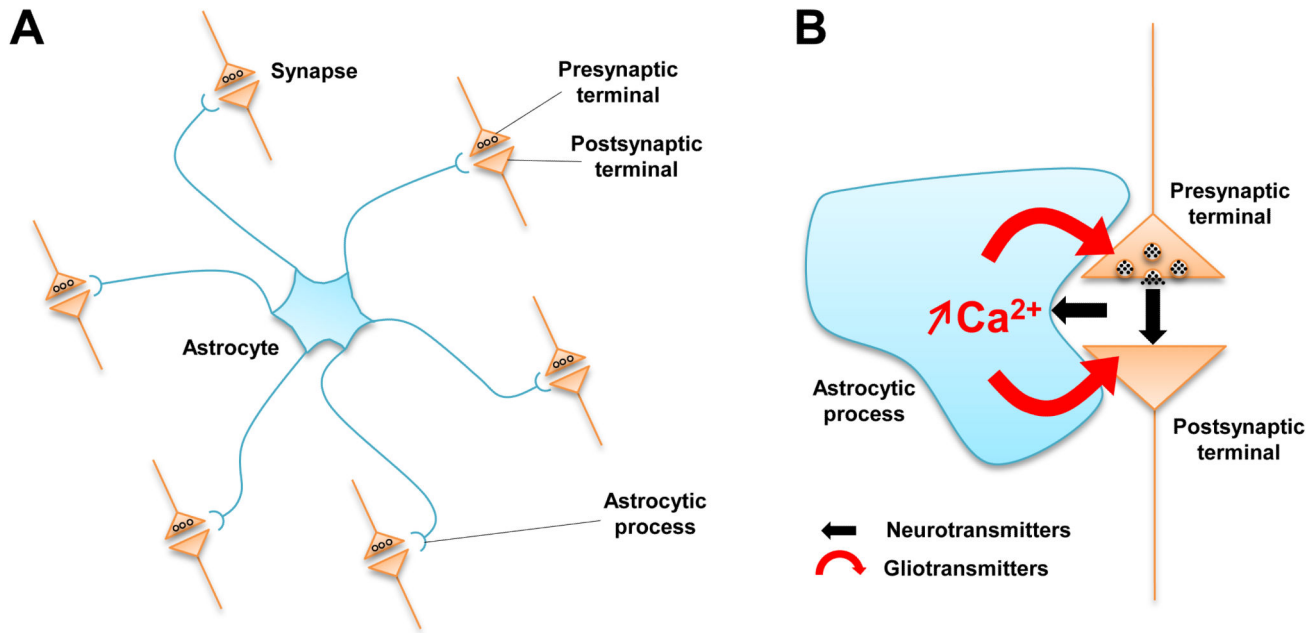 A
Synapse
Presynaptic
terminal
Postsynaptic
terminal
Astrocyte
Astrocytic
process
B
Presynaptic
terminal
↗Ca²⁺
Astrocytic
process
Postsynaptic
terminal
Neurotransmitters
Gliotransmitters